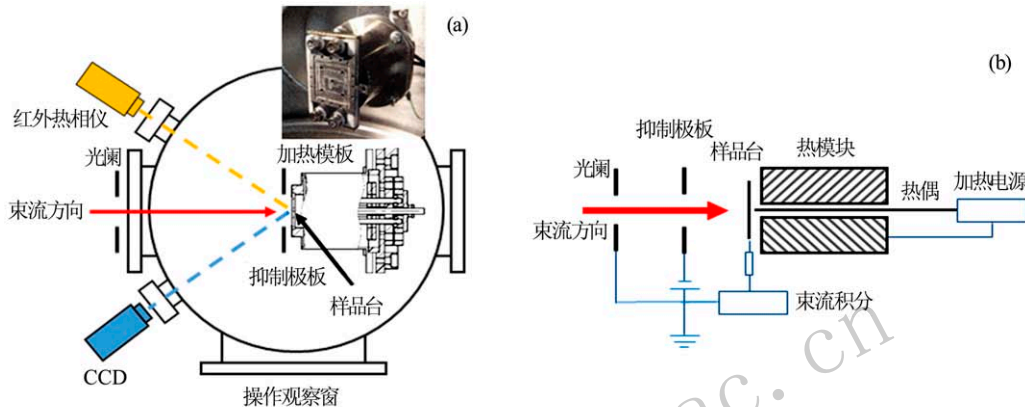 (a)
红外热相仪
光阑
束流方向
加热模板
抑制极板
样品台
CCD
操作观察窗
(b)
抑制极板
样品台
热模块
光阑
热偶
加热电源
束流方向
束流积分
ac.cn